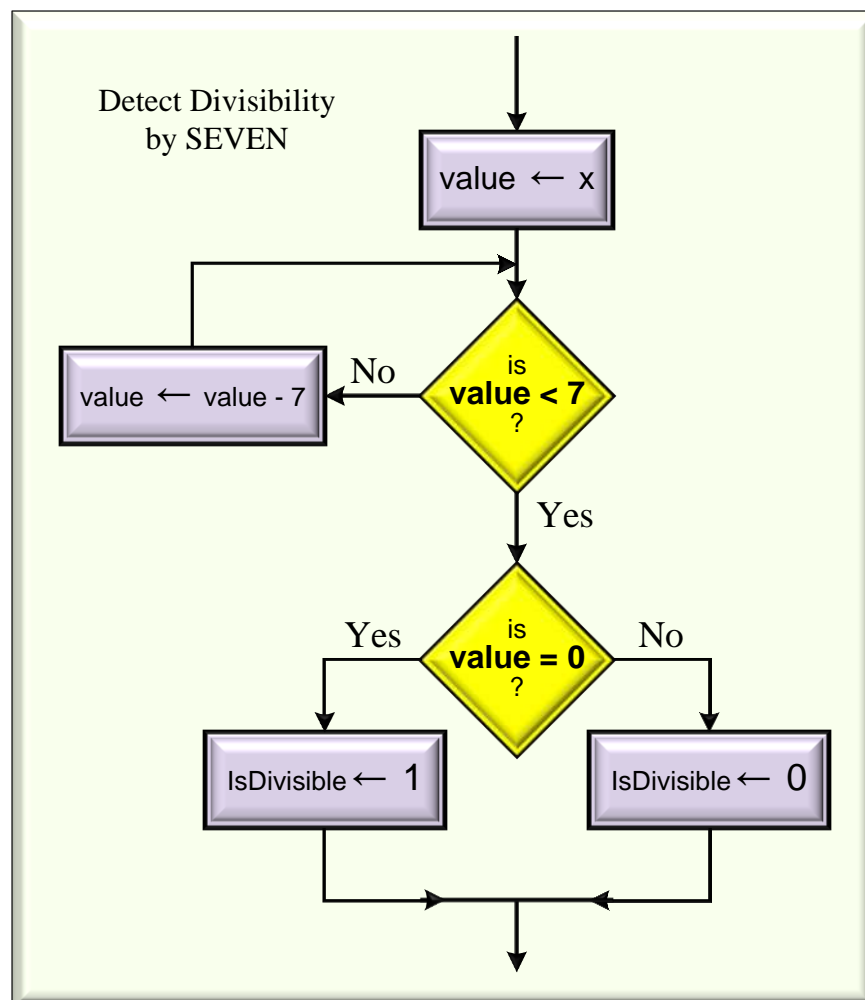 Detect Divisibility
by SEVEN
value ← x
is
value < 7
?
No
value ← value - 7
Yes
is
value = 0
?
Yes
No
IsDivisible ← 1
IsDivisible ← 0